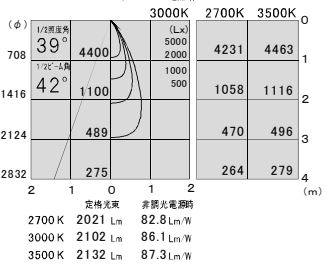 3000K 2700K 3500K
(φ) 0
1/2照度角 39°
(Lx)
5000
2000
1000
500
708 4400 4231 4463 1
1/2ビーム角 42°
1416 1100 1058 1116 2
2124 489 470 496 3
2832 275 264 279 4
2 1 0 1 2 (m)
定格光束 非調光電源時
2700K 2021 Lm 82.8 Lm/W
3000K 2102 Lm 86.1 Lm/W
3500K 2132 Lm 87.3 Lm/W